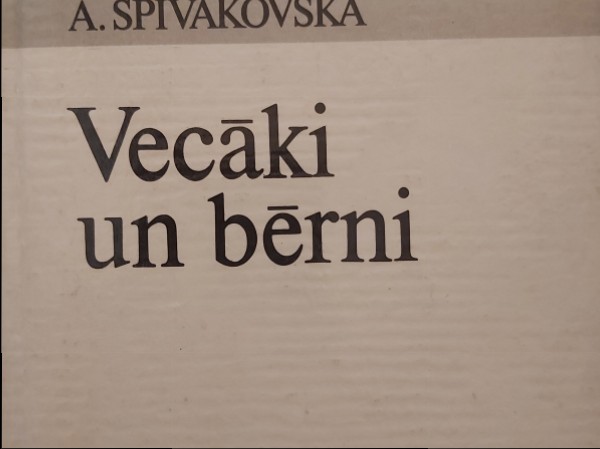 A. SPIVAKOVSKA
Vecāki
un bērni